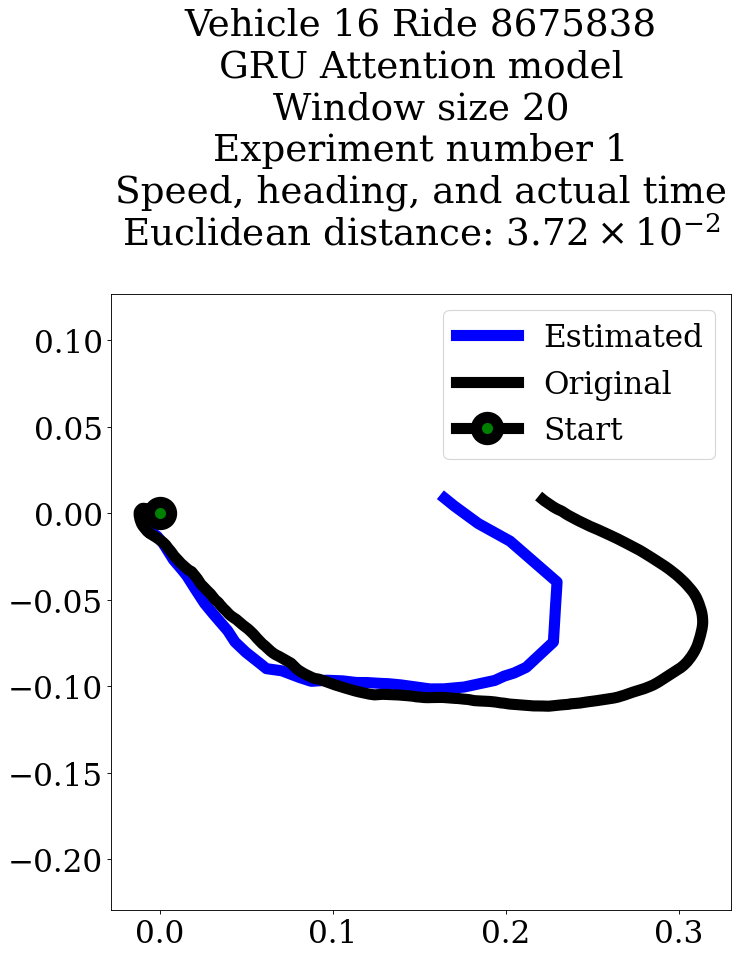 Vehicle 16 Ride 8675838
GRU Attention model
Window size 20
Experiment number 1
Speed, heading, and actual time
Euclidean distance: 3.72 × 10⁻²
Estimated
Original
Start
0.10
0.05
0.00
−0.05
−0.10
−0.15
−0.20
0.0 0.1 0.2 0.3